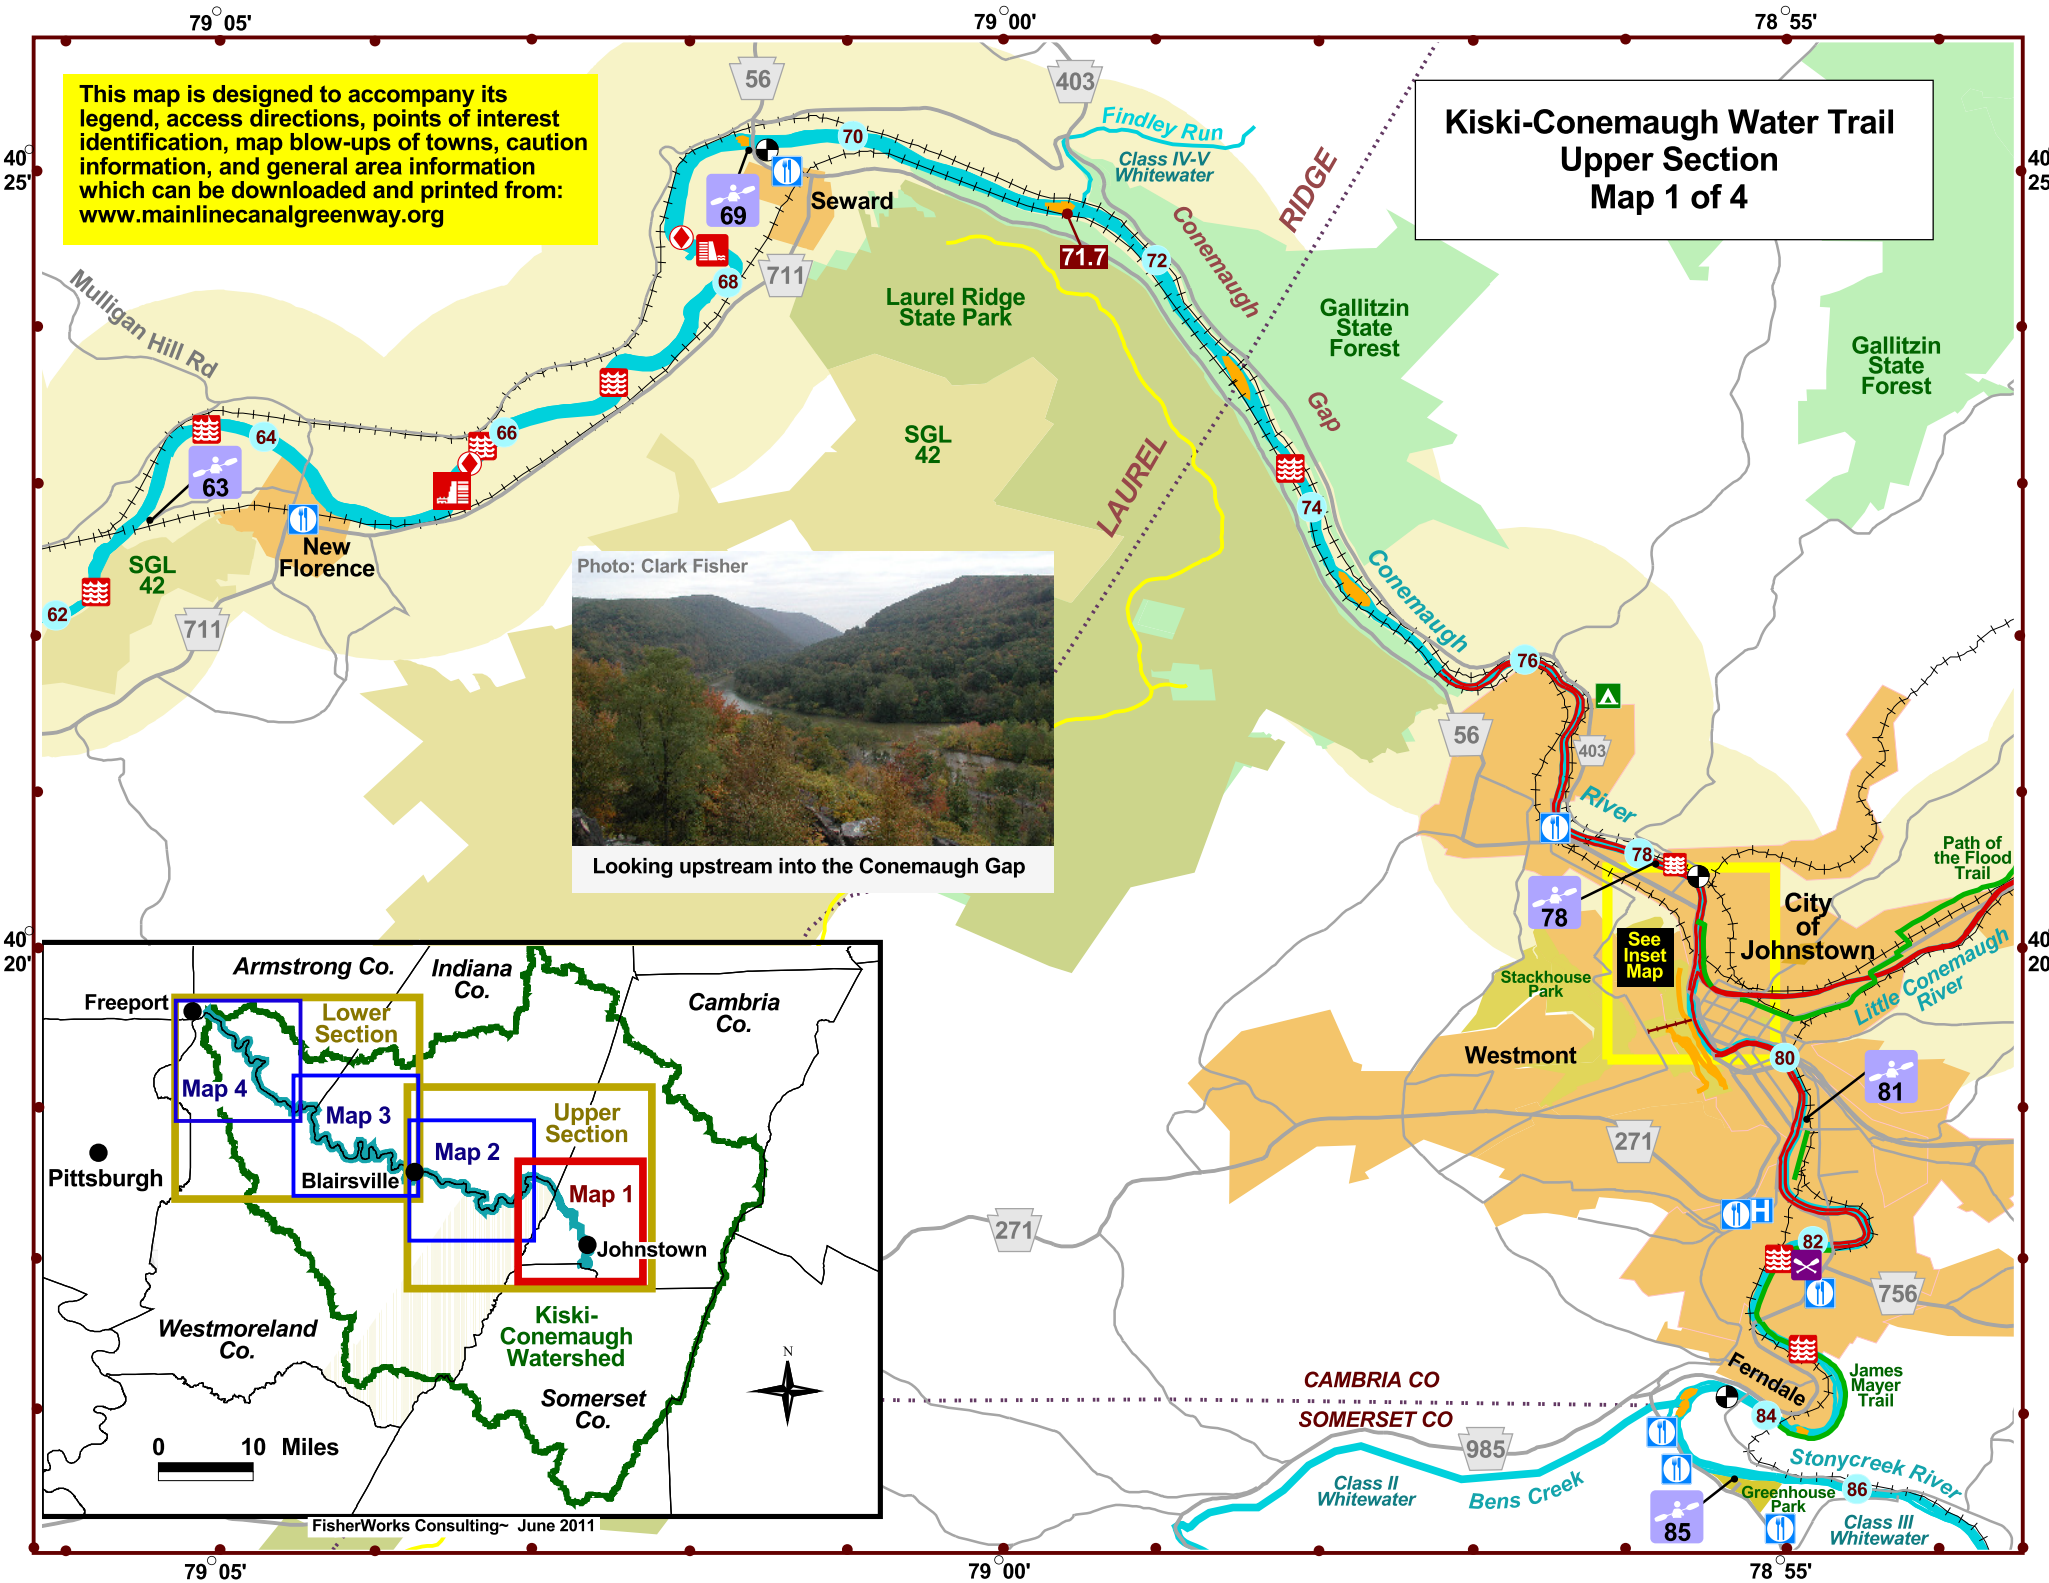 79°05'
79°00'
78°55'
This map is designed to accompany its
legend, access directions, points of interest
identification, map blow-ups of towns, caution
information, and general area information
which can be downloaded and printed from:
www.mainlinecanalgreenway.org
Kiski-Conemaugh Water Trail
Upper Section
Map 1 of 4
40°
25'
40°
25'
56
403
Findley Run
Class IV-V
Whitewater
70
69
Seward
71.7
72
68
711
Conemaugh
Gap
RIDGE
LAUREL
Mulligan Hill Rd
Laurel Ridge
State Park
Gallitzin
State
Forest
Gallitzin
State
Forest
SGL
42
64
66
63
New
Florence
SGL
42
62
711
74
Conemaugh
River
76
56
403
Photo: Clark Fisher
Looking upstream into the Conemaugh Gap
78
78
City
of
Johnstown
Path of
the Flood
Trail
See
Inset
Map
Stackhouse
Park
Little Conemaugh
River
Westmont
80
81
271
271
H
82
756
40°
20'
40°
20'
Armstrong Co.
Indiana
Co.
Cambria
Co.
Freeport
Lower
Section
Map 4
Map 3
Upper
Section
Map 2
Map 1
Pittsburgh
Blairsville
Johnstown
Westmoreland
Co.
Kiski-
Conemaugh
Watershed
Somerset
Co.
N
0 10 Miles
FisherWorks Consulting~ June 2011
CAMBRIA CO
SOMERSET CO
985
Class II
Whitewater
Bens Creek
Ferndale
James
Mayer
Trail
84
Stonycreek River
Greenhouse
Park
86
85
Class III
Whitewater
79°05'
79°00'
78°55'